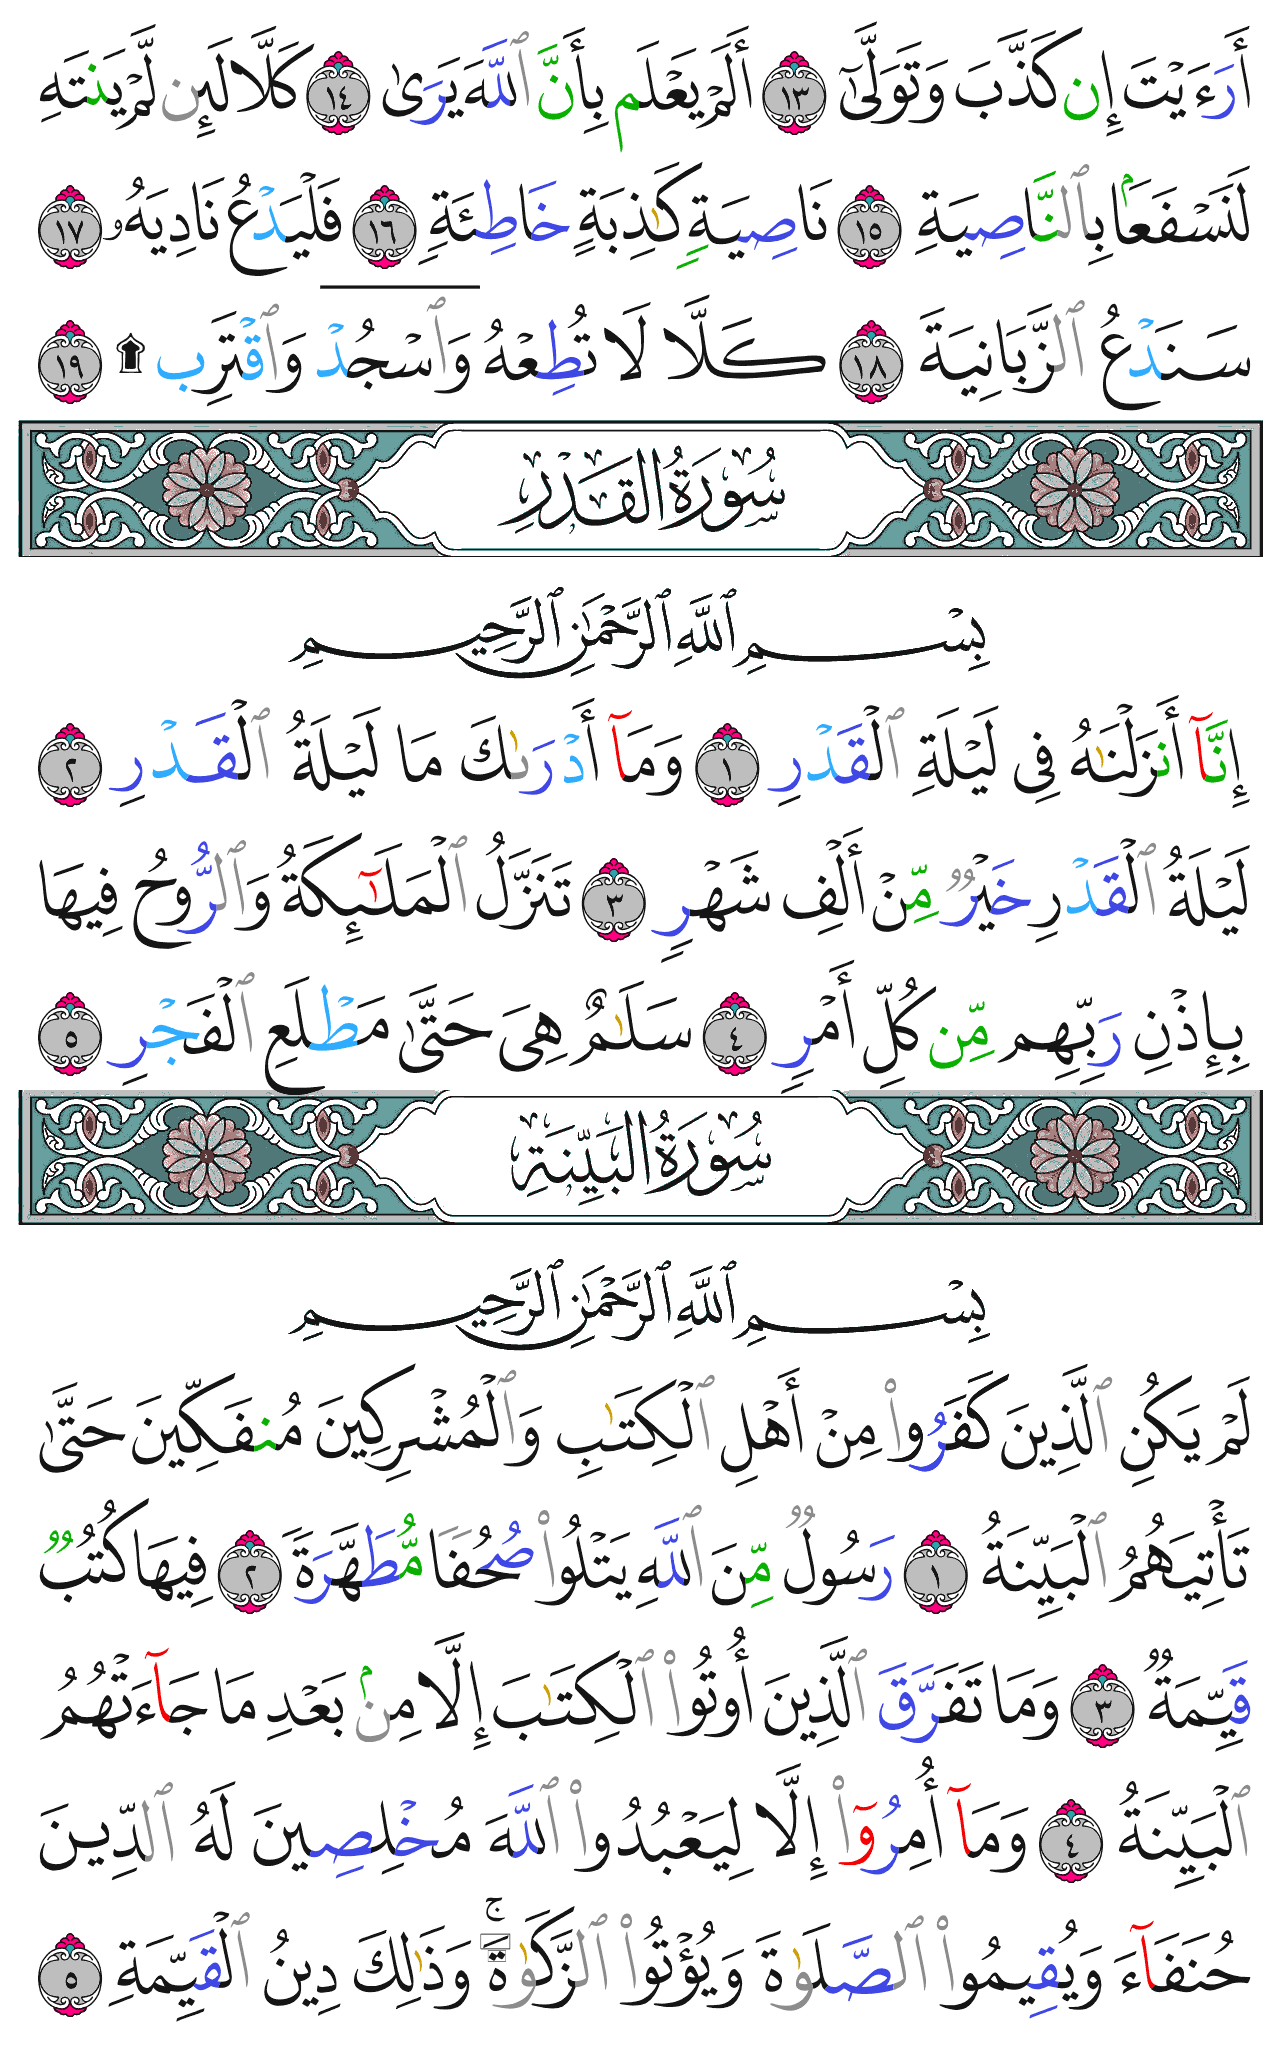 أَرَءَيْتَ إِن كَذَّبَ وَتَوَلَّىٰٓ ١٣ أَلَمْ يَعْلَم بِأَنَّ ٱللَّهَ يَرَىٰ ١٤ كَلَّا لَئِن لَّمْ يَنتَهِ
لَنَسْفَعَۢا بِٱلنَّاصِيَةِ ١٥ نَاصِيَةٍ كَٰذِبَةٍ خَاطِئَةٍ ١٦ فَلْيَدْعُ نَادِيَهُۥ ١٧
سَنَدْعُ ٱلزَّبَانِيَةَ ١٨ كَلَّا لَا تُطِعْهُ وَٱسْجُدْ وَٱقْتَرِب ۩ ١٩
سُورَةُ القَدْرِ
بِسْمِ ٱللَّهِ ٱلرَّحْمَٰنِ ٱلرَّحِيمِ
إِنَّآ أَنزَلْنَٰهُ فِى لَيْلَةِ ٱلْقَدْرِ ١ وَمَآ أَدْرَىٰكَ مَا لَيْلَةُ ٱلْقَدْرِ ٢
لَيْلَةُ ٱلْقَدْرِ خَيْرٌ مِّنْ أَلْفِ شَهْرٍ ٣ تَنَزَّلُ ٱلْمَلَٰٓئِكَةُ وَٱلرُّوحُ فِيهَا
بِإِذْنِ رَبِّهِم مِّن كُلِّ أَمْرٍ ٤ سَلَٰمٌ هِىَ حَتَّىٰ مَطْلَعِ ٱلْفَجْرِ ٥
سُورَةُ البَيِّنَةِ
بِسْمِ ٱللَّهِ ٱلرَّحْمَٰنِ ٱلرَّحِيمِ
لَمْ يَكُنِ ٱلَّذِينَ كَفَرُوا۟ مِنْ أَهْلِ ٱلْكِتَٰبِ وَٱلْمُشْرِكِينَ مُنفَكِّينَ حَتَّىٰ
تَأْتِيَهُمُ ٱلْبَيِّنَةُ ١ رَسُولٌ مِّنَ ٱللَّهِ يَتْلُوا۟ صُحُفًا مُّطَهَّرَةً ٢ فِيهَا كُتُبٌ
قَيِّمَةٌ ٣ وَمَا تَفَرَّقَ ٱلَّذِينَ أُوتُوا۟ ٱلْكِتَٰبَ إِلَّا مِنۢ بَعْدِ مَا جَآءَتْهُمُ
ٱلْبَيِّنَةُ ٤ وَمَآ أُمِرُوٓا۟ إِلَّا لِيَعْبُدُوا۟ ٱللَّهَ مُخْلِصِينَ لَهُ ٱلدِّينَ
حُنَفَآءَ وَيُقِيمُوا۟ ٱلصَّلَوٰةَ وَيُؤْتُوا۟ ٱلزَّكَوٰةَ ۚ وَذَٰلِكَ دِينُ ٱلْقَيِّمَةِ ٥